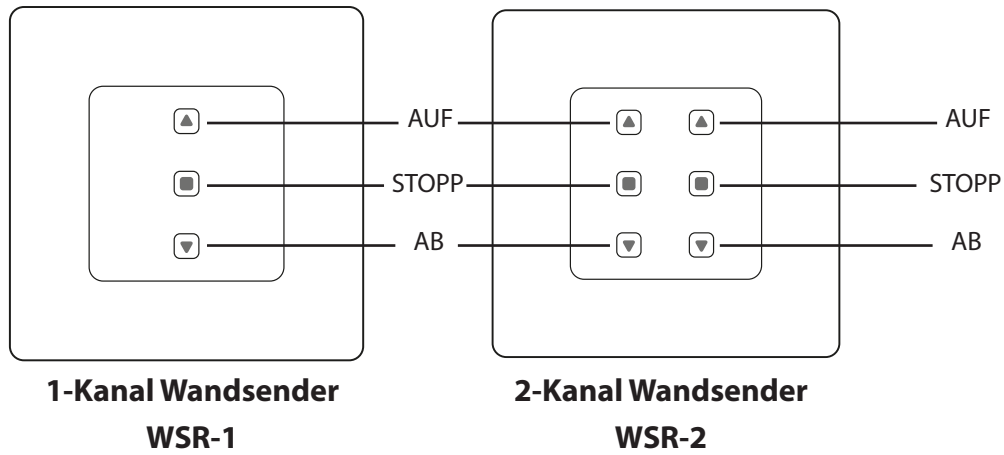 AUF
AUF
STOPP
STOPP
AB
AB
1-Kanal Wandsender
WSR-1
2-Kanal Wandsender
WSR-2